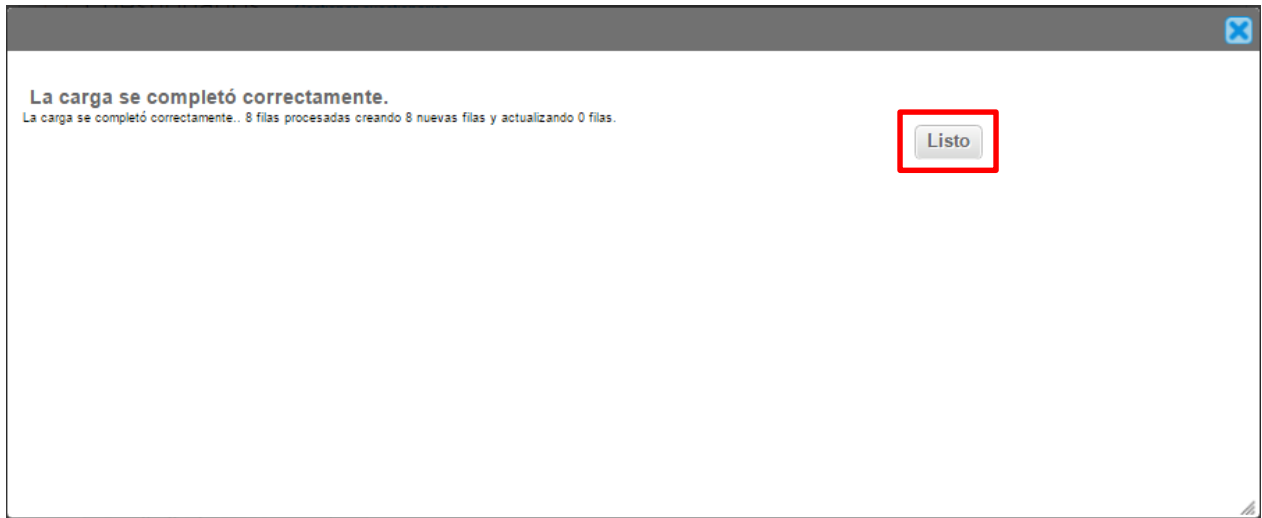 La carga se completó correctamente.
La carga se completó correctamente.. 8 filas procesadas creando 8 nuevas filas y actualizando 0 filas.
Listo